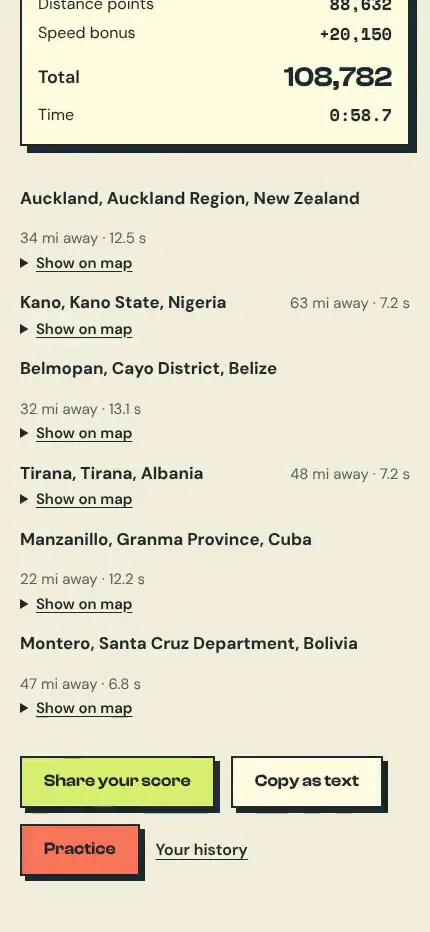 Distance points 88,632
Speed bonus +20,150
Total 108,782
Time 0:58.7
Auckland, Auckland Region, New Zealand
34 mi away · 12.5 s
Show on map
Kano, Kano State, Nigeria 63 mi away · 7.2 s
Show on map
Belmopan, Cayo District, Belize
32 mi away · 13.1 s
Show on map
Tirana, Tirana, Albania 48 mi away · 7.2 s
Show on map
Manzanillo, Granma Province, Cuba
22 mi away · 12.2 s
Show on map
Montero, Santa Cruz Department, Bolivia
47 mi away · 6.8 s
Show on map
Share your score Copy as text
Practice Your history